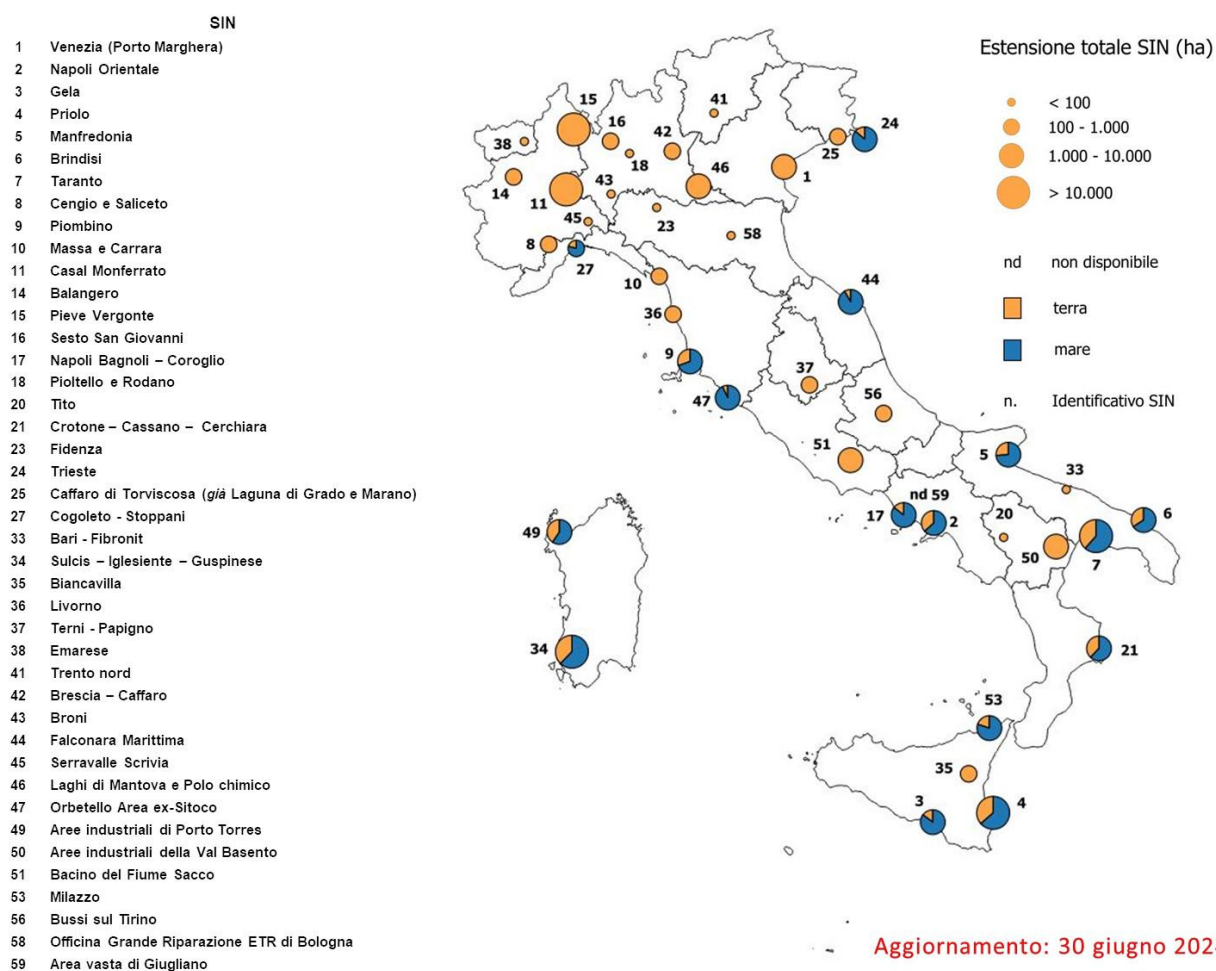 SIN
1 Venezia (Porto Marghera)
2 Napoli Orientale
3 Gela
4 Priolo
5 Manfredonia
6 Brindisi
7 Taranto
8 Cengio e Saliceto
9 Piombino
10 Massa e Carrara
11 Casal Monferrato
14 Balangero
15 Pieve Vergonte
16 Sesto San Giovanni
17 Napoli Bagnoli – Coroglio
18 Pioltello e Rodano
20 Tito
21 Crotone – Cassano – Cerchiara
23 Fidenza
24 Trieste
25 Caffaro di Torviscosa (già Laguna di Grado e Marano)
27 Cogoleto - Stoppani
33 Bari - Fibronit
34 Sulcis – Iglesiente – Guspinese
35 Biancavilla
36 Livorno
37 Terni - Papigno
38 Emarese
41 Trento nord
42 Brescia – Caffaro
43 Broni
44 Falconara Marittima
45 Serravalle Scrivia
46 Laghi di Mantova e Polo chimico
47 Orbetello Area ex-Sitoco
49 Aree industriali di Porto Torres
50 Aree industriali della Val Basento
51 Bacino del Fiume Sacco
53 Milazzo
56 Bussi sul Tirino
58 Officina Grande Riparazione ETR di Bologna
59 Area vasta di Giugliano
15
41
16
42
24
38
18
25
46
1
14
43
11
45
23
58
8
27
10
44
36
9
37
47
56
51
5
33
nd 59
17
2
20
6
50
7
49
34
21
53
35
3
4
Estensione totale SIN (ha)
< 100
100 - 1.000
1.000 - 10.000
> 10.000
nd non disponibile
terra
mare
n. Identificativo SIN
Aggiornamento: 30 giugno 202